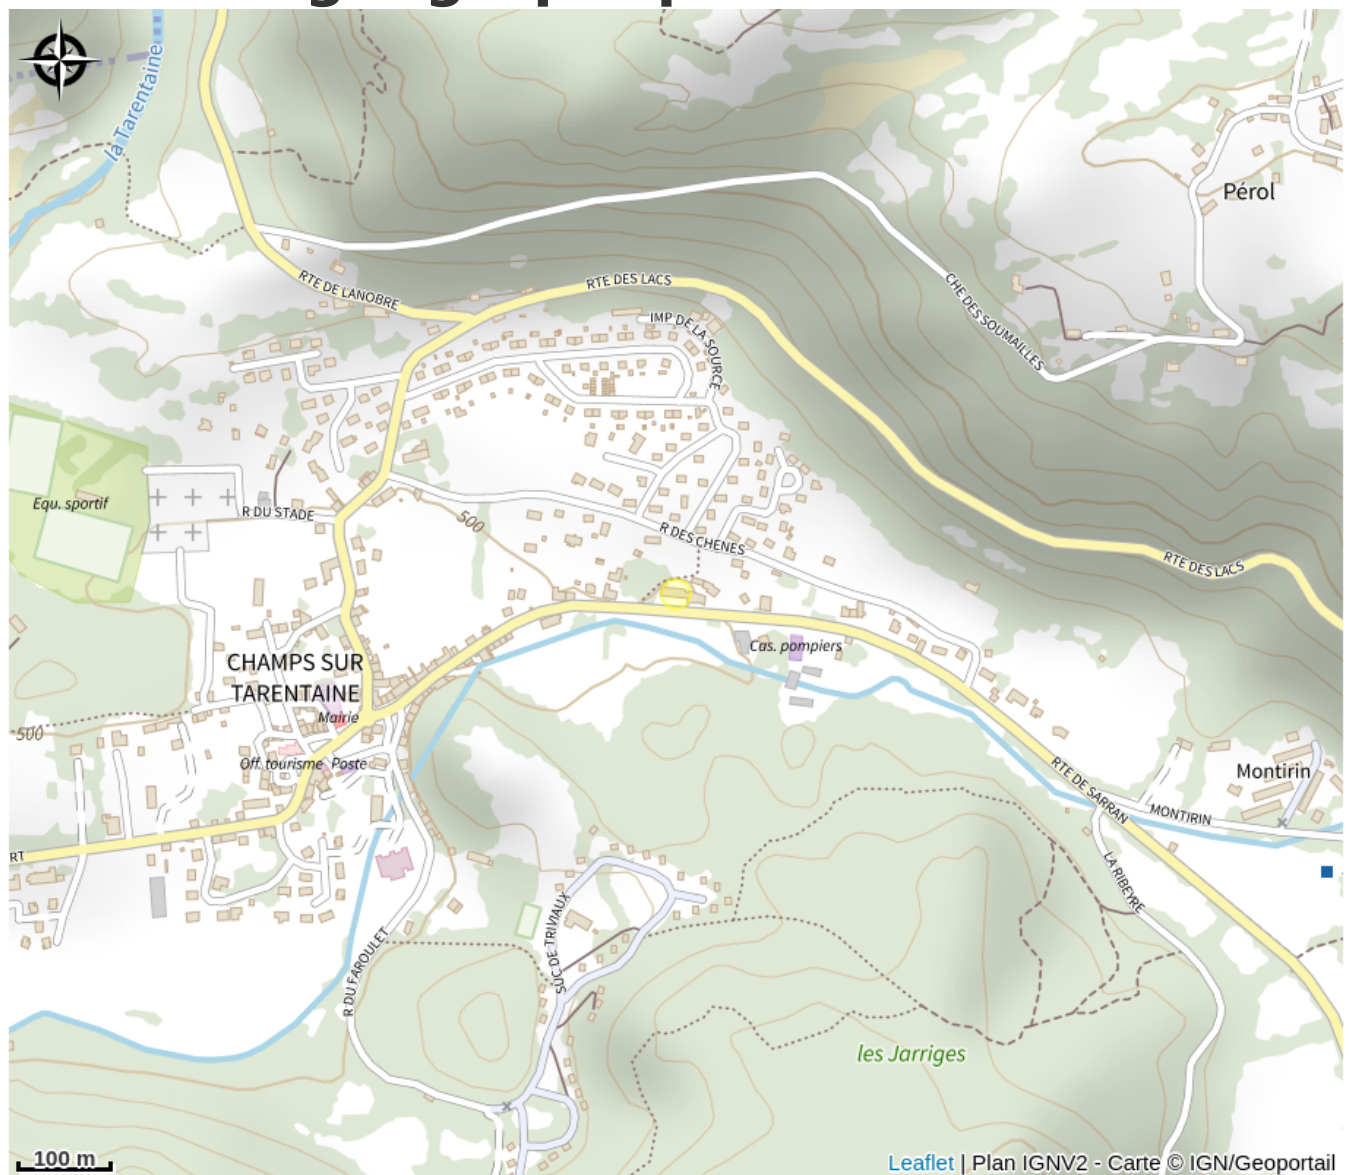 la Tarentaine
Pérol
RTE DE LANOBRE
RTE DES LACS
IMP DE LA SOURCE
CHE DES SOUMAILLES
Equ. sportif
R DU STADE
500
R DES CHENES
RTE DES LACS
CHAMPS SUR
TARENTAINE
Mairie
Cas. pompiers
500
Off. tourisme
Poste
Montirin
RTE DE SARRAN
MONTIRIN
RT
LA RIBEYRE
SUC DE TRIVIAUX
R DU FAROULET
les Jarriges
100 m
Leaflet | Plan IGNV2 - Carte © IGN/Geoportail